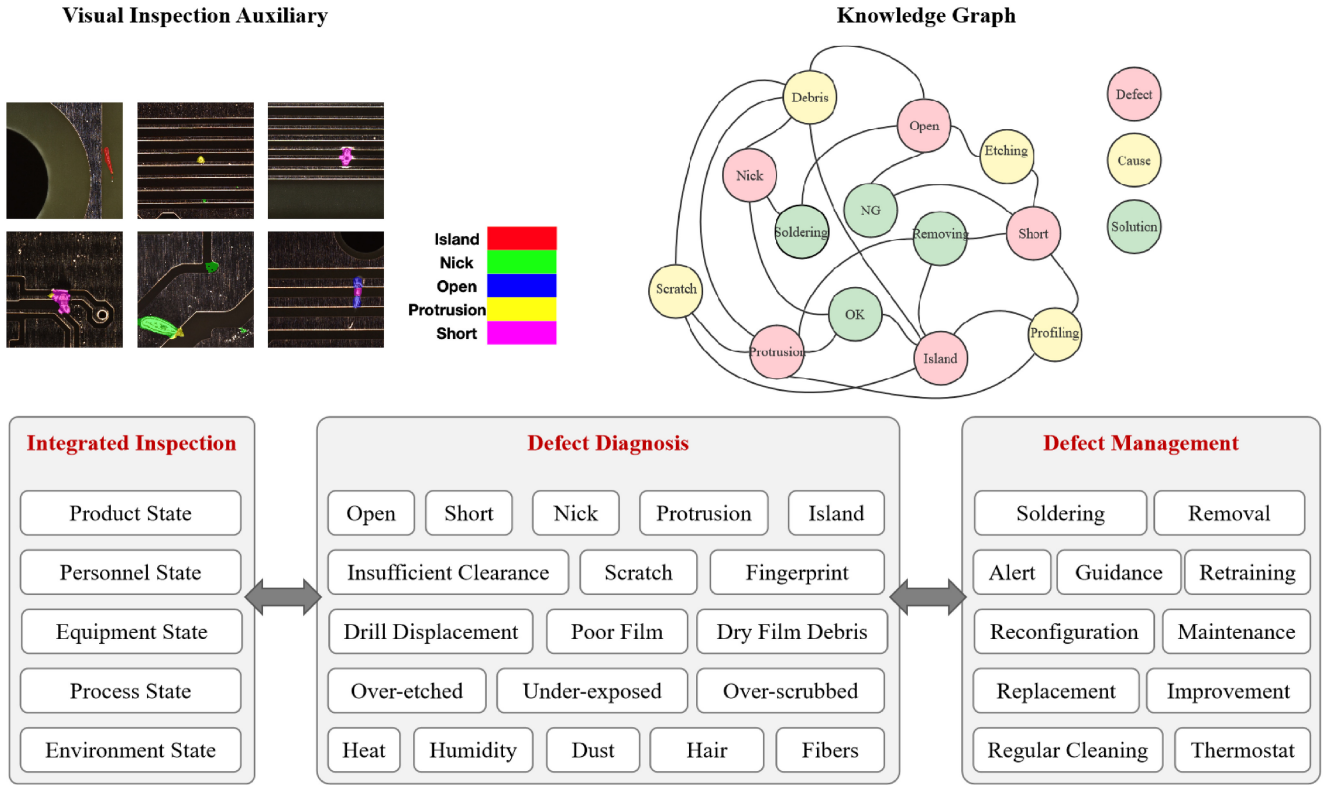 Visual Inspection Auxiliary
Knowledge Graph
Island
Nick
Open
Protrusion
Short
Debris
Open
Etching
Nick
NG
Soldering
Removing
Short
Scratch
OK
Protrusion
Island
Profiling
Defect
Cause
Solution
Integrated Inspection
Product State
Personnel State
Equipment State
Process State
Environment State
Defect Diagnosis
Open Short Nick Protrusion Island
Insufficient Clearance Scratch Fingerprint
Drill Displacement Poor Film Dry Film Debris
Over-etched Under-exposed Over-scrubbed
Heat Humidity Dust Hair Fibers
Defect Management
Soldering Removal
Alert Guidance Retraining
Reconfiguration Maintenance
Replacement Improvement
Regular Cleaning Thermostat